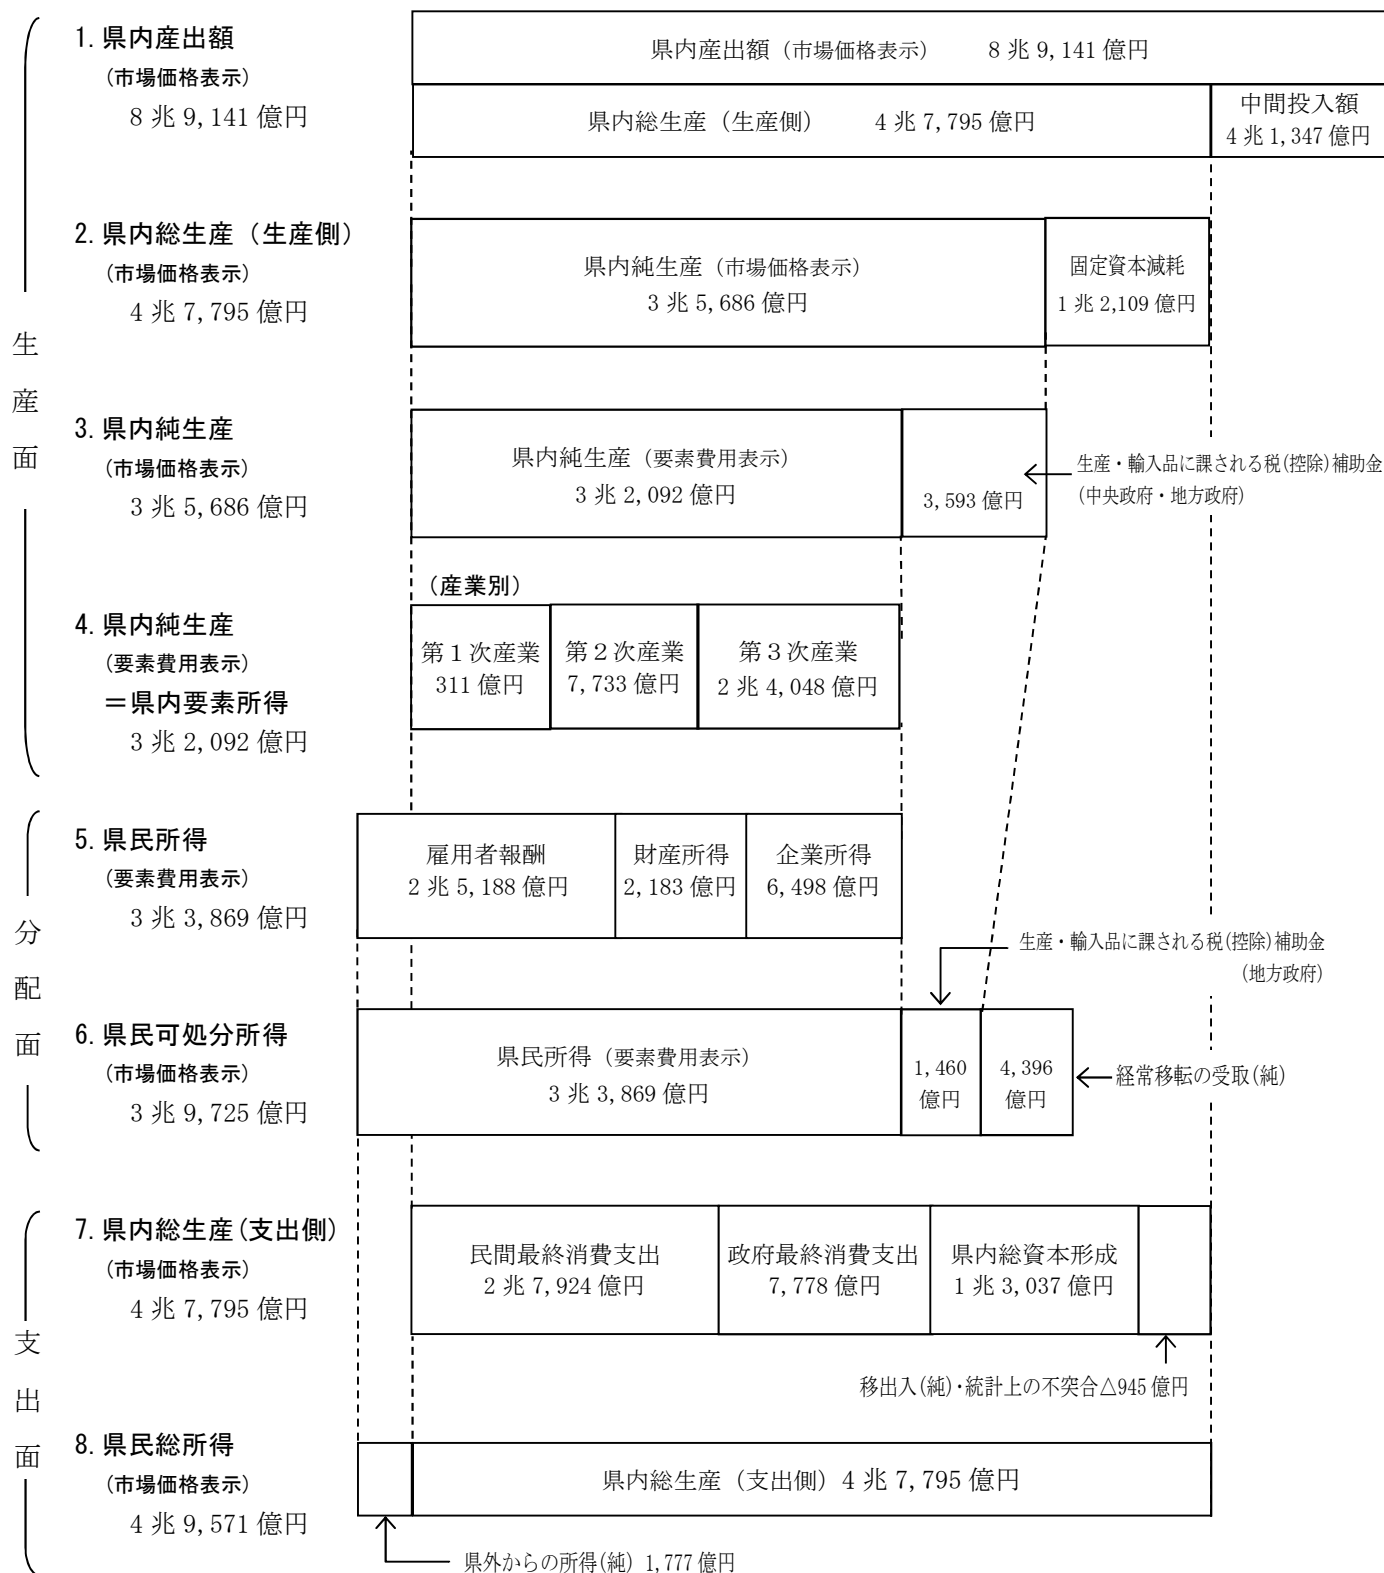 生
産
面
1. 県内産出額
(市場価格表示)
8 兆 9,141 億円
県内産出額（市場価格表示） 8 兆 9,141 億円
県内総生産（生産側） 4 兆 7,795 億円
中間投入額
4 兆 1,347 億円
2. 県内総生産（生産側）
(市場価格表示)
4 兆 7,795 億円
県内純生産（市場価格表示）
3 兆 5,686 億円
固定資本減耗
1 兆 2,109 億円
3. 県内純生産
(市場価格表示)
3 兆 5,686 億円
県内純生産（要素費用表示）
3 兆 2,092 億円
3,593 億円
生産・輸入品に課される税(控除)補助金
(中央政府・地方政府)
4. 県内純生産
(要素費用表示)
＝県内要素所得
3 兆 2,092 億円
（産業別）
第１次産業
311 億円
第２次産業
7,733 億円
第３次産業
2 兆 4,048 億円
分
配
面
5. 県民所得
(要素費用表示)
3 兆 3,869 億円
雇用者報酬
2 兆 5,188 億円
財産所得
2,183 億円
企業所得
6,498 億円
生産・輸入品に課される税(控除)補助金
(地方政府)
6. 県民可処分所得
(市場価格表示)
3 兆 9,725 億円
県民所得（要素費用表示）
3 兆 3,869 億円
1,460
億円
4,396
億円
経常移転の受取(純)
支
出
面
7. 県内総生産(支出側)
(市場価格表示)
4 兆 7,795 億円
民間最終消費支出
2 兆 7,924 億円
政府最終消費支出
7,778 億円
県内総資本形成
1 兆 3,037 億円
移出入(純)・統計上の不突合△945 億円
8. 県民総所得
(市場価格表示)
4 兆 9,571 億円
県内総生産（支出側）4 兆 7,795 億円
県外からの所得(純) 1,777 億円